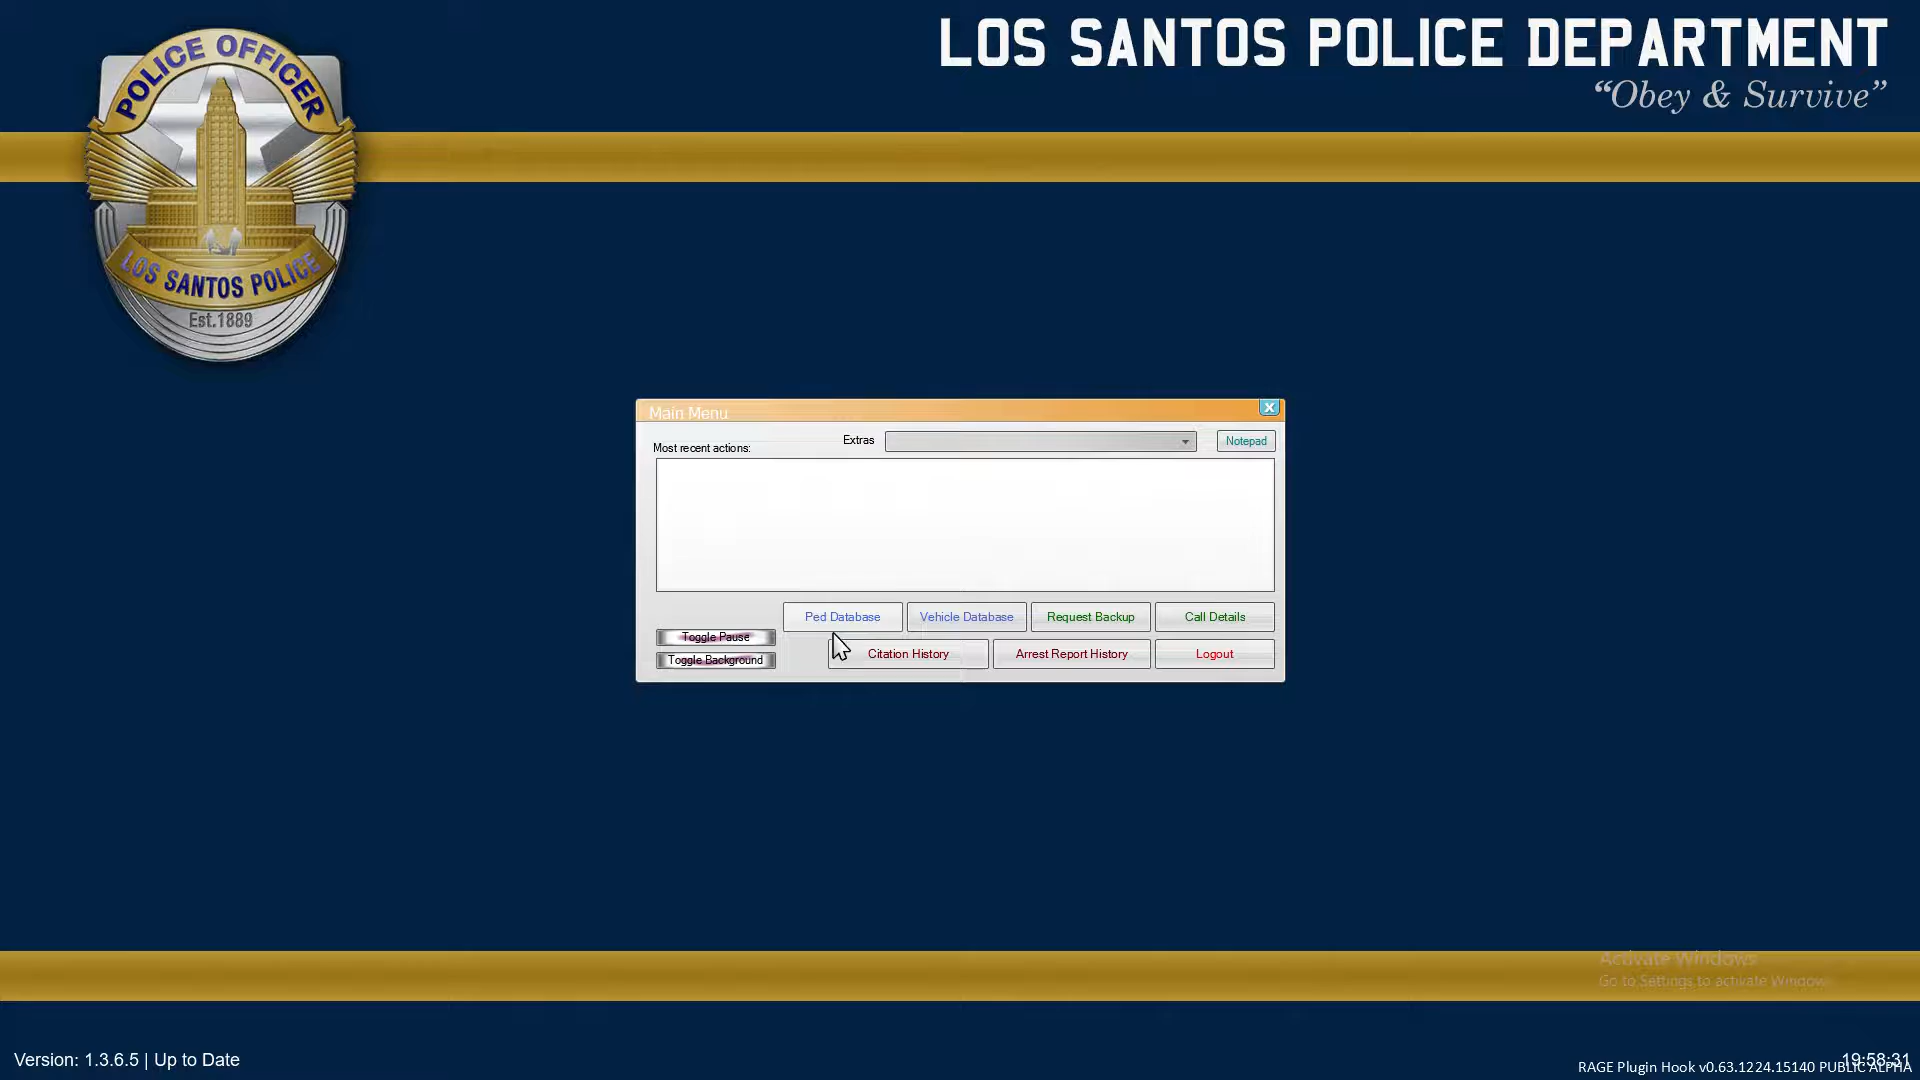 LOS SANTOS POLICE DEPARTMENT
“Obey & Survive”
POLICE OFFICER
LOS SANTOS POLICE
Est.1889
Main Menu
Most recent actions:
Extras
Notepad
Ped Database
Vehicle Database
Request Backup
Call Details
Toggle Pause
Toggle Background
Citation History
Arrest Report History
Logout
Activate Windows
Go to Settings to activate Windows.
Version: 1.3.6.5 | Up to Date
19:58:31
RAGE Plugin Hook v0.63.1224.15140 PUBLIC ALPHA